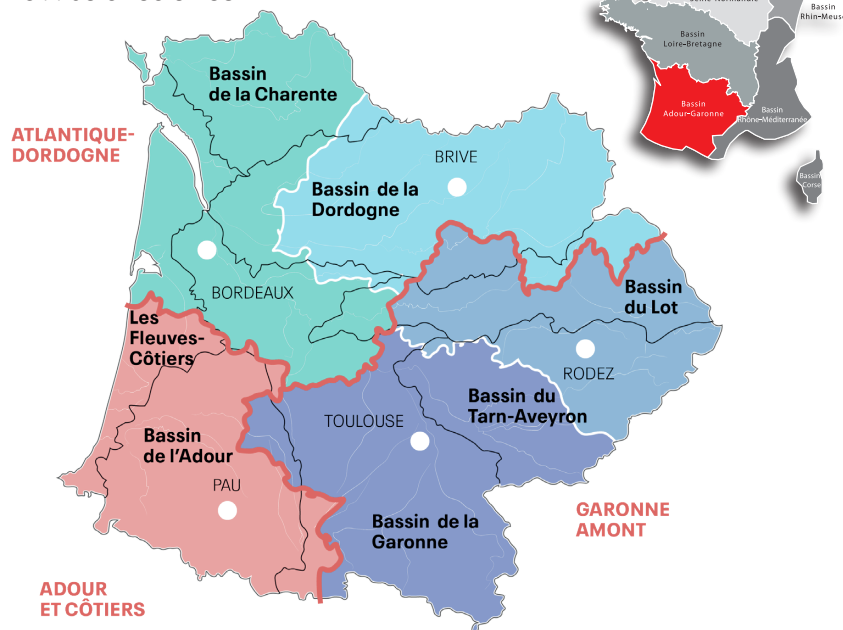 Bassin
de la Charente
ATLANTIQUE-
DORDOGNE
BRIVE
Bassin de la
Dordogne
BORDEAUX
Bassin
du Lot
Les
Fleuves-
Côtiers
RODEZ
Bassin du
Tarn-Aveyron
TOULOUSE
Bassin
de l'Adour
PAU
GARONNE
AMONT
Bassin de la
Garonne
ADOUR
ET CÔTIERS
Bassin
Rhin-Meuse
Bassin
Loire-Bretagne
Bassin
Adour-Garonne
Bassin
Rhône-Méditerranée
Bassin
Corse